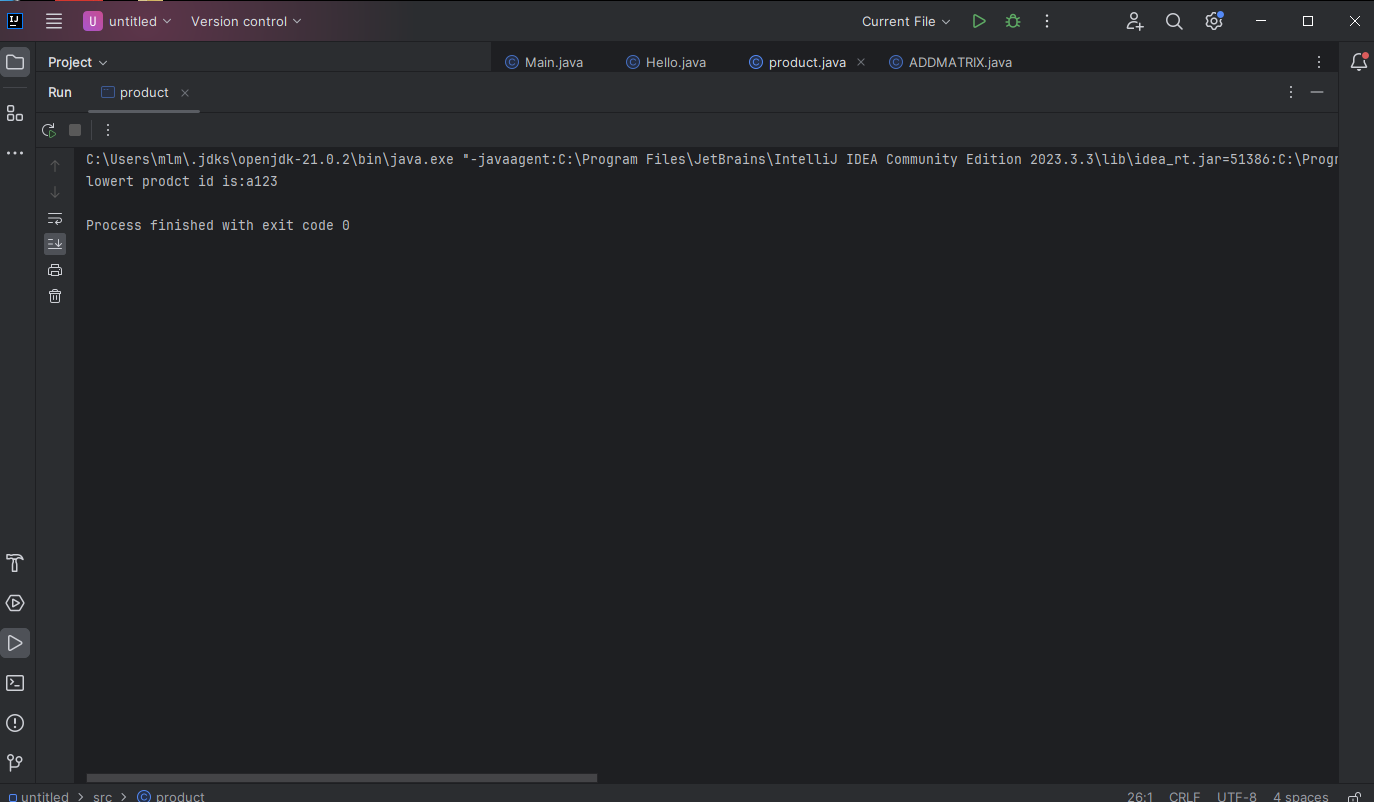 IJ
U untitled Version control Current File
Project Main.java Hello.java product.java ADDMATRIX.java
Run product
C:\Users\mlm\.jdks\openjdk-21.0.2\bin\java.exe "-javaagent:C:\Program Files\JetBrains\IntelliJ IDEA Community Edition 2023.3.3\lib\idea_rt.jar=51386:C:\Progr
lowert prodct id is:a123
Process finished with exit code 0
untitled > src > product 26:1 CRLF UTF-8 4 spaces